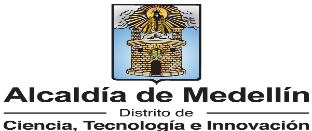 Alcaldía de Medellín
Distrito de
Ciencia, Tecnología e Innovación